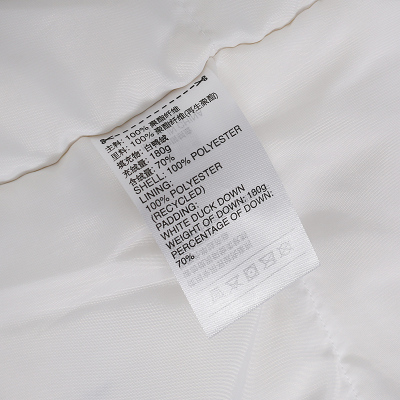 主料: 100% 聚酯纤维
里料: 100% 聚酯纤维(再生聚酯)
填充物: 白鸭绒
充绒量: 180g
含绒量: 70%
SHELL: 100% POLYESTER
LINING:
100% POLYESTER
(RECYCLED)
PADDING:
WHITE DUCK DOWN
WEIGHT OF DOWN: 180g
PERCENTAGE OF DOWN:
70%